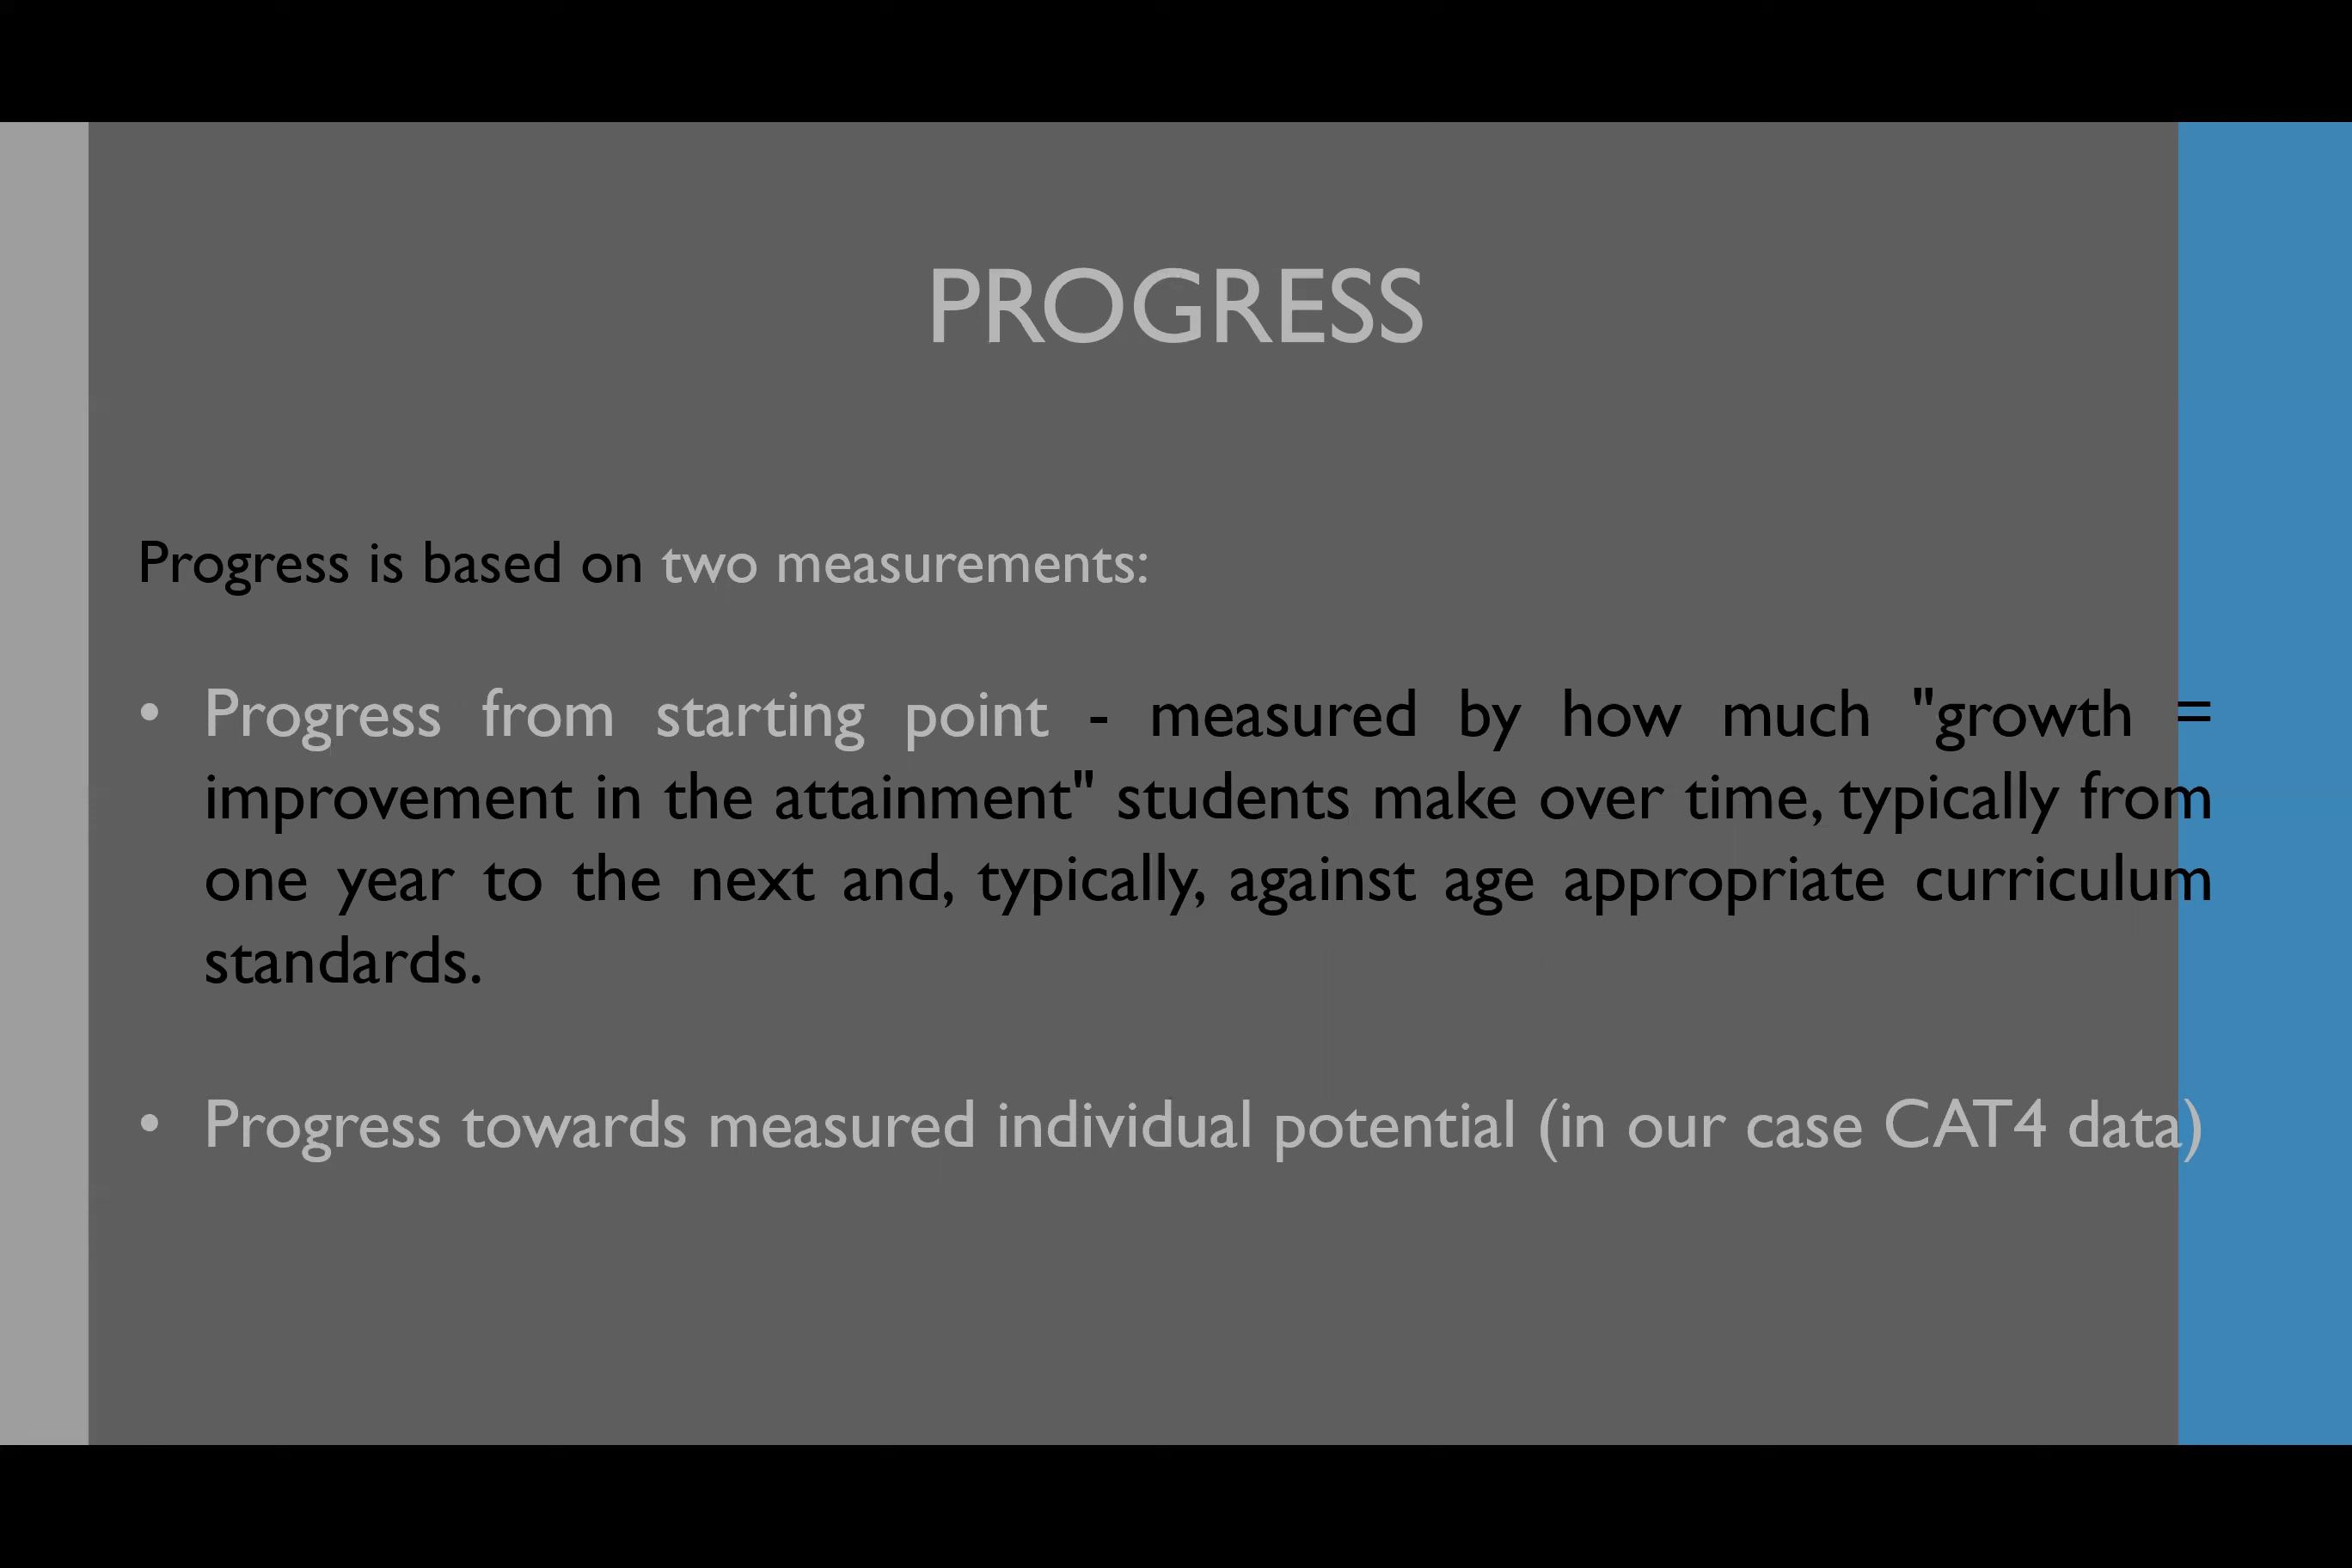 PROGRESS
Progress is based on two measurements:
• Progress from starting point - measured by how much "growth =
improvement in the attainment" students make over time, typically from
one year to the next and, typically, against age appropriate curriculum
standards.
• Progress towards measured individual potential (in our case CAT4 data)